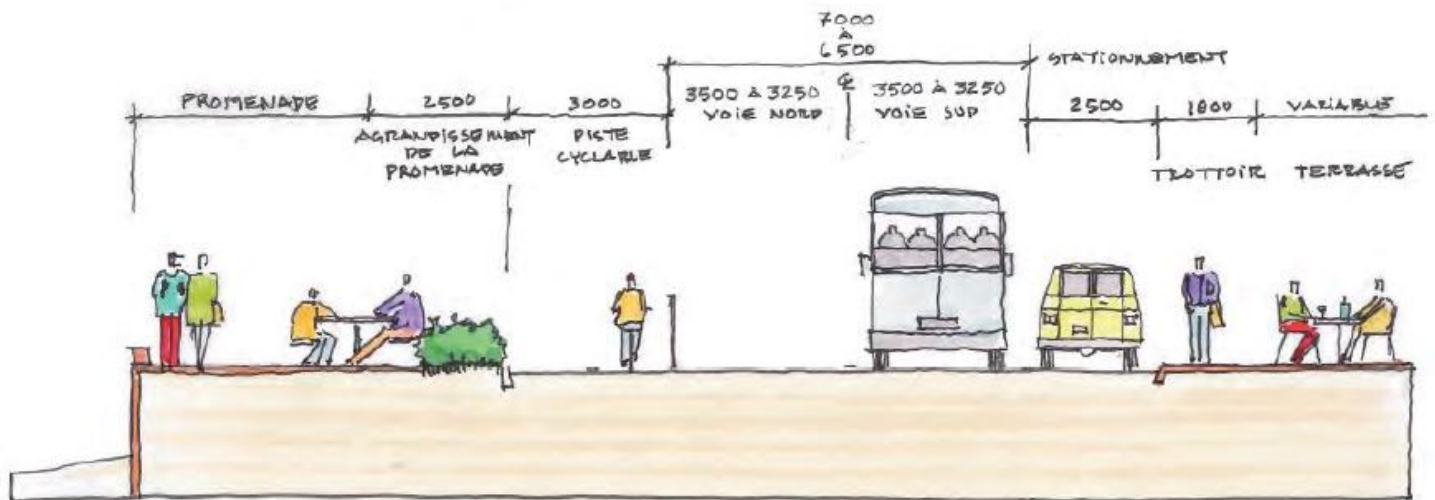 7000
À
6500
STATIONNEMENT
PROMENADE
2500
3000
3500 À 3250
℄
3500 À 3250
2500
1800
VARIABLE
AGRANDISSEMENT
DE LA
PROMENADE
PISTE
CYCLABLE
VOIE NORD
VOIE SUD
TROTTOIR
TERRASSE